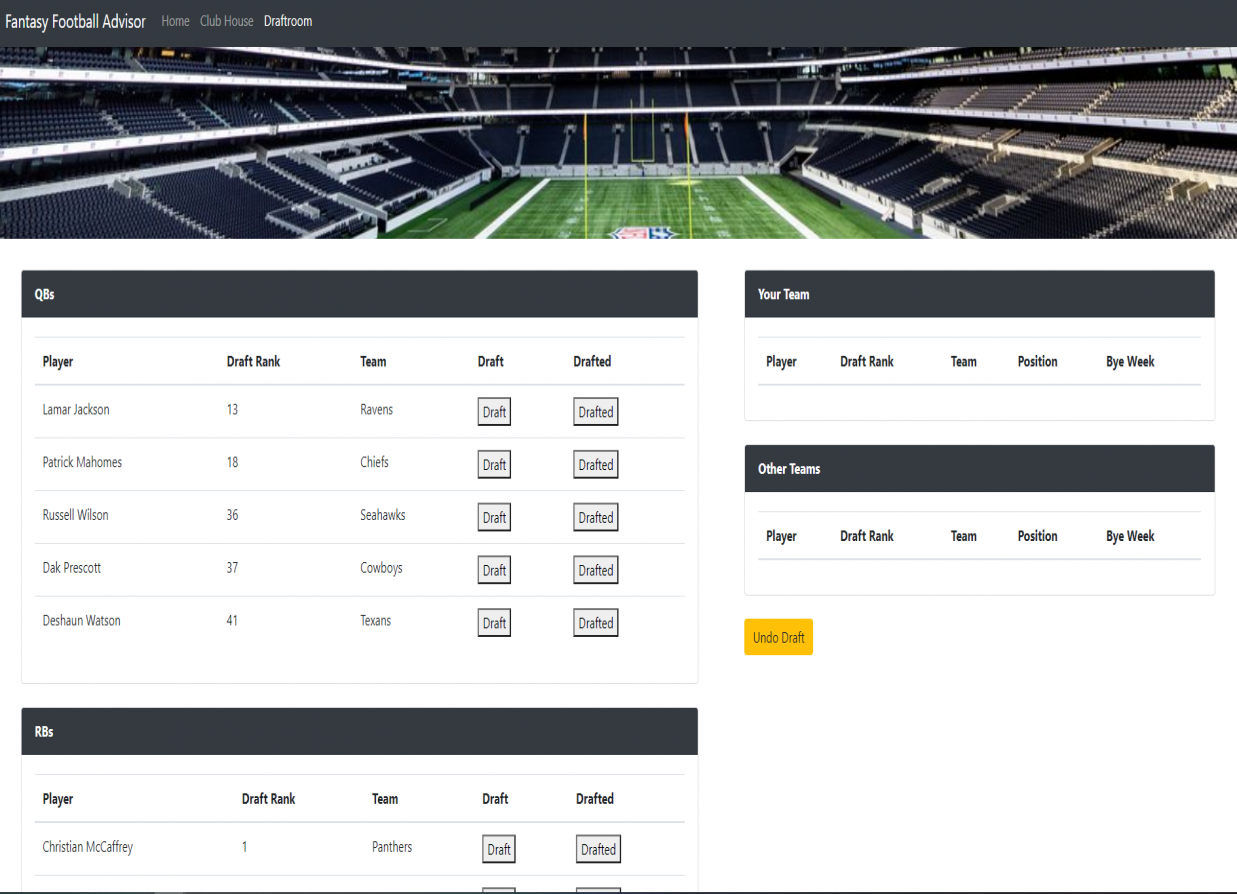 Fantasy Football Advisor Home Club House Draftroom
QBs
Player Draft Rank Team Draft Drafted
Lamar Jackson 13 Ravens Draft Drafted
Patrick Mahomes 18 Chiefs Draft Drafted
Russell Wilson 36 Seahawks Draft Drafted
Dak Prescott 37 Cowboys Draft Drafted
Deshaun Watson 41 Texans Draft Drafted
RBs
Player Draft Rank Team Draft Drafted
Christian McCaffrey 1 Panthers Draft Drafted
Your Team
Player Draft Rank Team Position Bye Week
Other Teams
Player Draft Rank Team Position Bye Week
Undo Draft